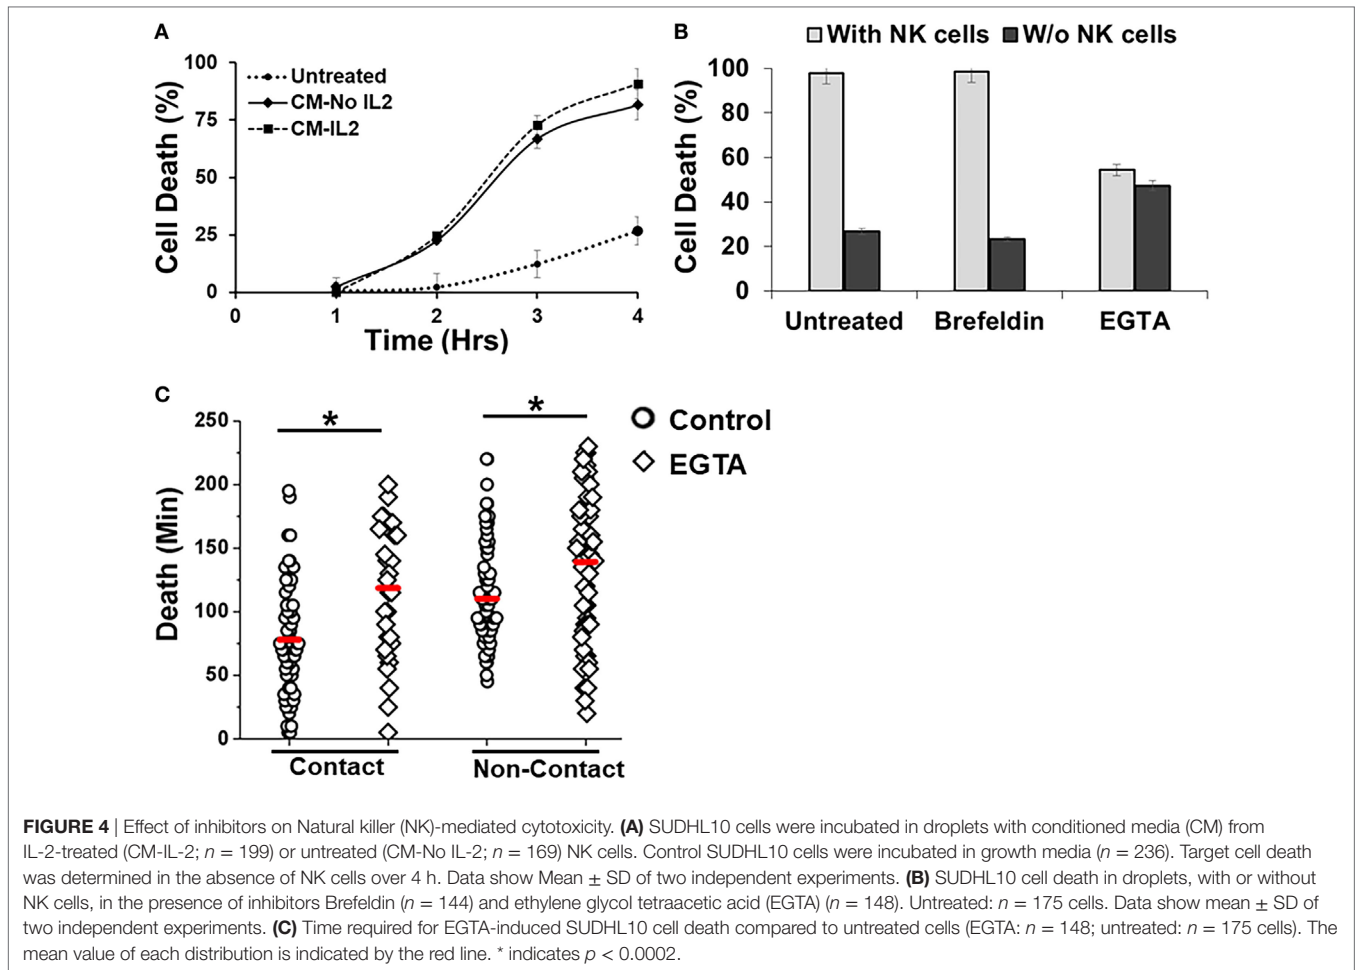 A
100
75
50
25
0
Cell Death (%)
Untreated
CM-No IL2
CM-IL2
0 1 2 3 4
Time (Hrs)
B
With NK cells W/o NK cells
100
80
60
40
20
0
Cell Death (%)
Untreated Brefeldin EGTA
C
250
200
150
100
50
0
Death (Min)
* *
Control
EGTA
Contact Non-Contact
FIGURE 4 | Effect of inhibitors on Natural killer (NK)-mediated cytotoxicity. (A) SUDHL10 cells were incubated in droplets with conditioned media (CM) from
IL-2-treated (CM-IL-2; n = 199) or untreated (CM-No IL-2; n = 169) NK cells. Control SUDHL10 cells were incubated in growth media (n = 236). Target cell death
was determined in the absence of NK cells over 4 h. Data show Mean ± SD of two independent experiments. (B) SUDHL10 cell death in droplets, with or without
NK cells, in the presence of inhibitors Brefeldin (n = 144) and ethylene glycol tetraacetic acid (EGTA) (n = 148). Untreated: n = 175 cells. Data show mean ± SD of
two independent experiments. (C) Time required for EGTA-induced SUDHL10 cell death compared to untreated cells (EGTA: n = 148; untreated: n = 175 cells). The
mean value of each distribution is indicated by the red line. * indicates p < 0.0002.